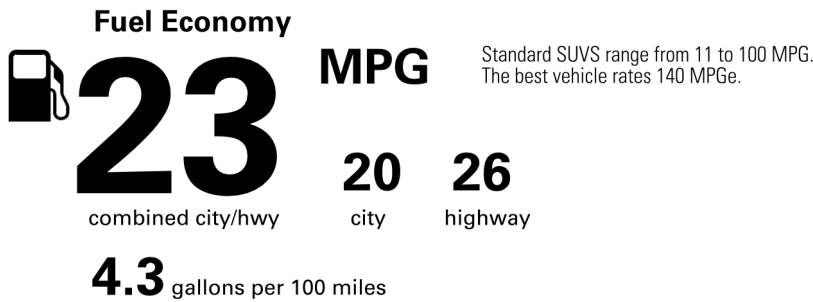 Fuel Economy
23 MPG
Standard SUVS range from 11 to 100 MPG.
The best vehicle rates 140 MPGe.
combined city/hwy
20
city
26
highway
4.3 gallons per 100 miles